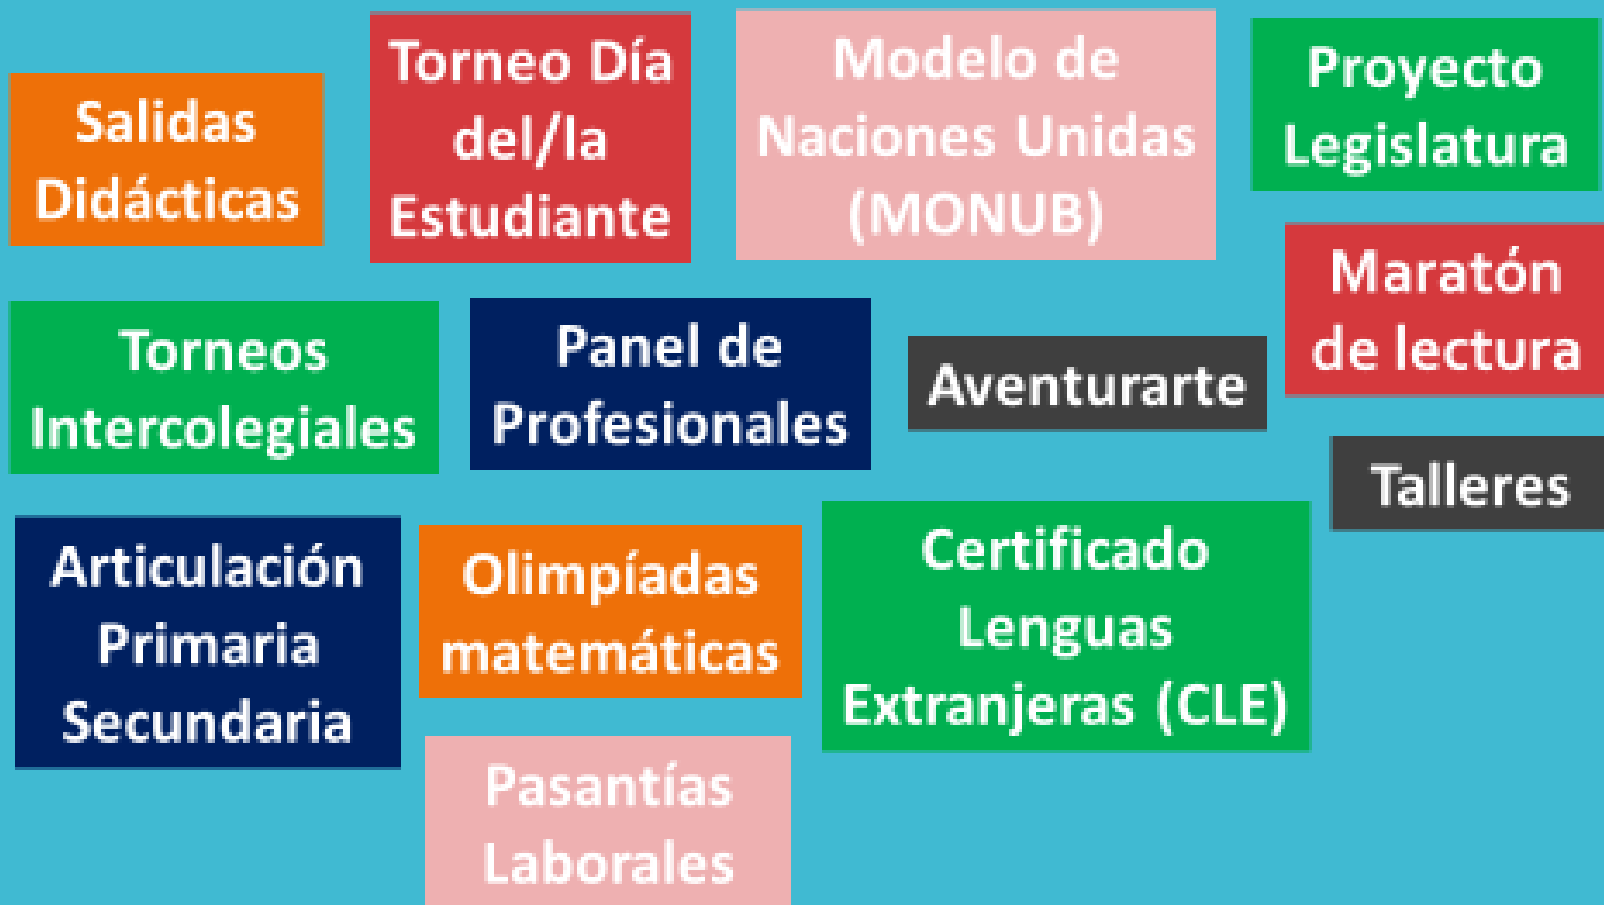 Salidas
Didácticas
Torneo Día
del/la
Estudiante
Modelo de
Naciones Unidas
(MONUB)
Proyecto
Legislatura
Maratón
de lectura
Torneos
Intercolegiales
Panel de
Profesionales
Aventurarte
Talleres
Articulación
Primaria
Secundaria
Olimpíadas
matemáticas
Certificado
Lenguas
Extranjeras (CLE)
Pasantías
Laborales